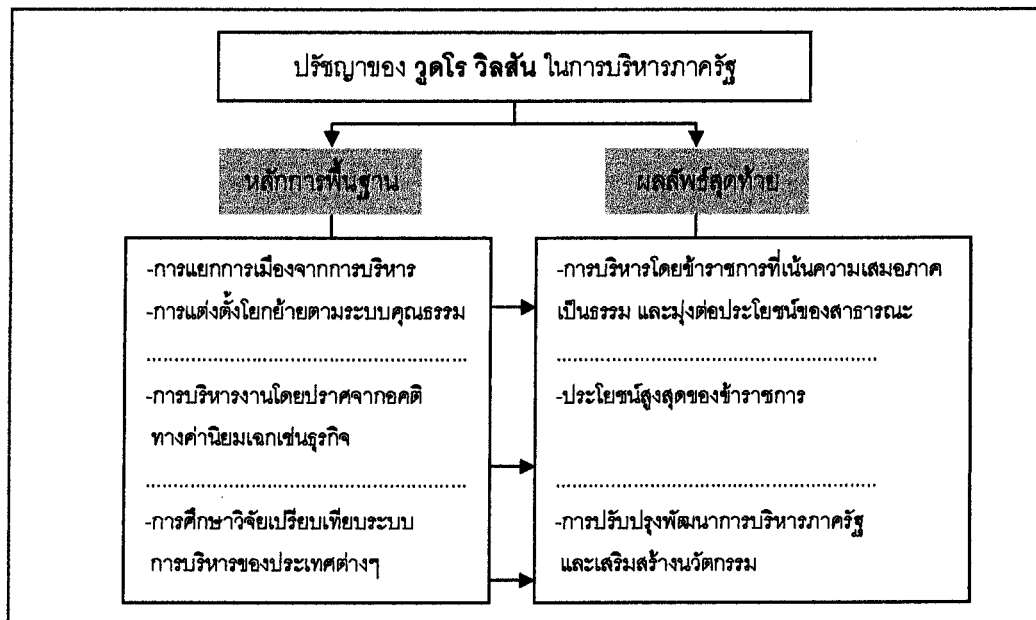 ปรัชญาของ วูดโร วิลสัน ในการบริหารภาครัฐ
หลักการพื้นฐาน
ผลลัพธ์สุดท้าย
-การแยกการเมืองจากการบริหาร
-การแต่งตั้งโยกย้ายตามระบบคุณธรรม
-การบริหารงานโดยปราศจากอคติ
ทางค่านิยมเฉกเช่นธุรกิจ
-การศึกษาวิจัยเปรียบเทียบระบบ
การบริหารของประเทศต่างๆ
-การบริหารโดยข้าราชการที่เน้นความเสมอภาค
เป็นธรรม และมุ่งต่อประโยชน์ของสาธารณะ
-ประโยชน์สูงสุดของข้าราชการ
-การปรับปรุงพัฒนาการบริหารภาครัฐ
และเสริมสร้างนวัตกรรม